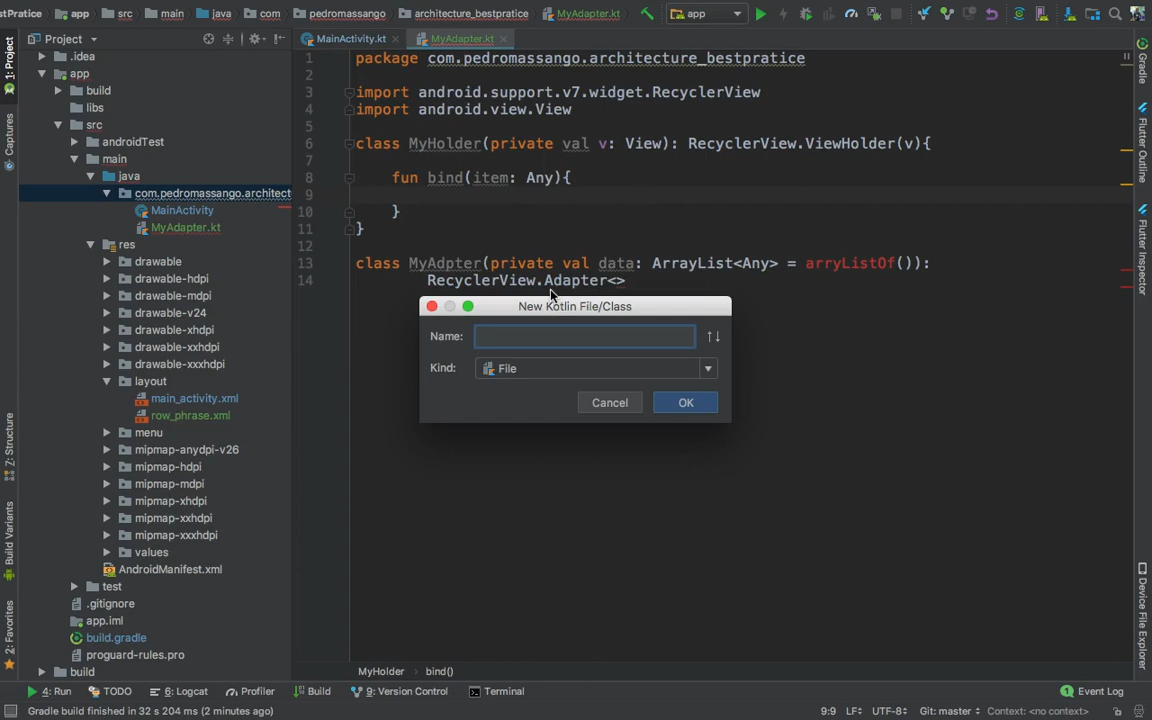 stPratice app src main java com pedromassango architecture_bestpratice MyAdapter.kt app
Project MainActivity.kt MyAdapter.kt
1: Project
Captures
Z: Structure
Build Variants
2: Favorites
.idea
app
build
libs
src
androidTest
main
java
com.pedromassango.architect
MainActivity
MyAdapter.kt
res
drawable
drawable-hdpi
drawable-mdpi
drawable-v24
drawable-xhdpi
drawable-xxhdpi
drawable-xxxhdpi
layout
main_activity.xml
row_phrase.xml
menu
mipmap-anydpi-v26
mipmap-hdpi
mipmap-mdpi
mipmap-xhdpi
mipmap-xxhdpi
mipmap-xxxhdpi
values
AndroidManifest.xml
test
.gitignore
app.iml
build.gradle
proguard-rules.pro
build
1 package com.pedromassango.architecture_bestpratice
2
3 import android.support.v7.widget.RecyclerView
4 import android.view.View
5
6 class MyHolder(private val v: View): RecyclerView.ViewHolder(v){
7
8 fun bind(item: Any){
9
10 }
11 }
12
13 class MyAdpter(private val data: ArrayList<Any> = arryListOf()):
14 RecyclerView.Adapter<>
New Kotlin File/Class
Name:
Kind: File
Cancel OK
Gradle
Flutter Outline
Flutter Inspector
Device File Explorer
MyHolder bind()
4: Run TODO 6: Logcat Profiler Build 9: Version Control Terminal 1 Event Log
Gradle build finished in 32 s 204 ms (2 minutes ago) 9:9 LF UTF-8 Git: master Context: <no context>